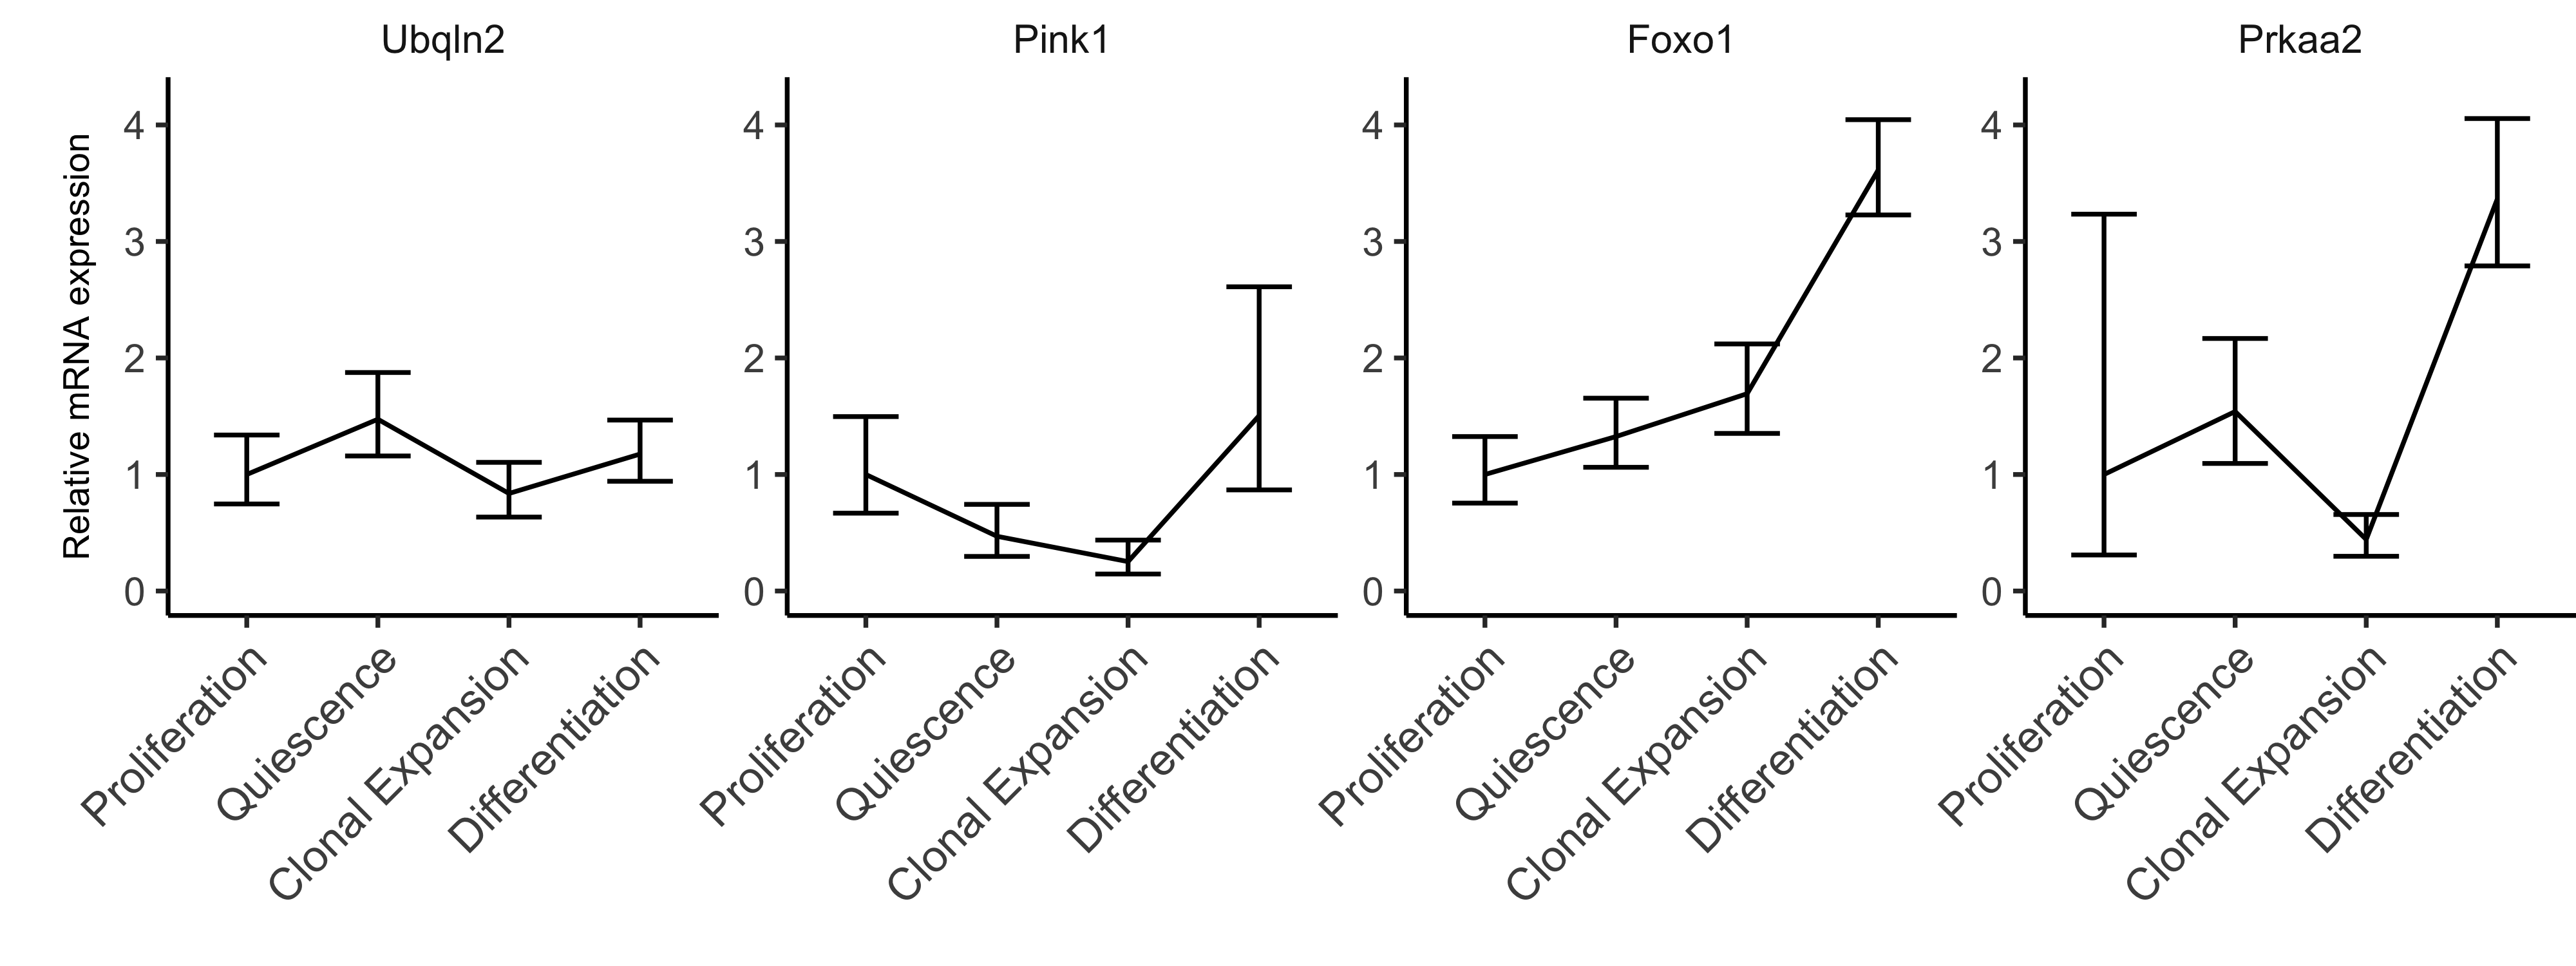 Ubqln2
Pink1
Foxo1
Prkaa2
Relative mRNA expression
4
3
2
1
0
4
3
2
1
0
4
3
2
1
0
4
3
2
1
0
Proliferation
Quiescence
Clonal Expansion
Differentiation
Proliferation
Quiescence
Clonal Expansion
Differentiation
Proliferation
Quiescence
Clonal Expansion
Differentiation
Proliferation
Quiescence
Clonal Expansion
Differentiation